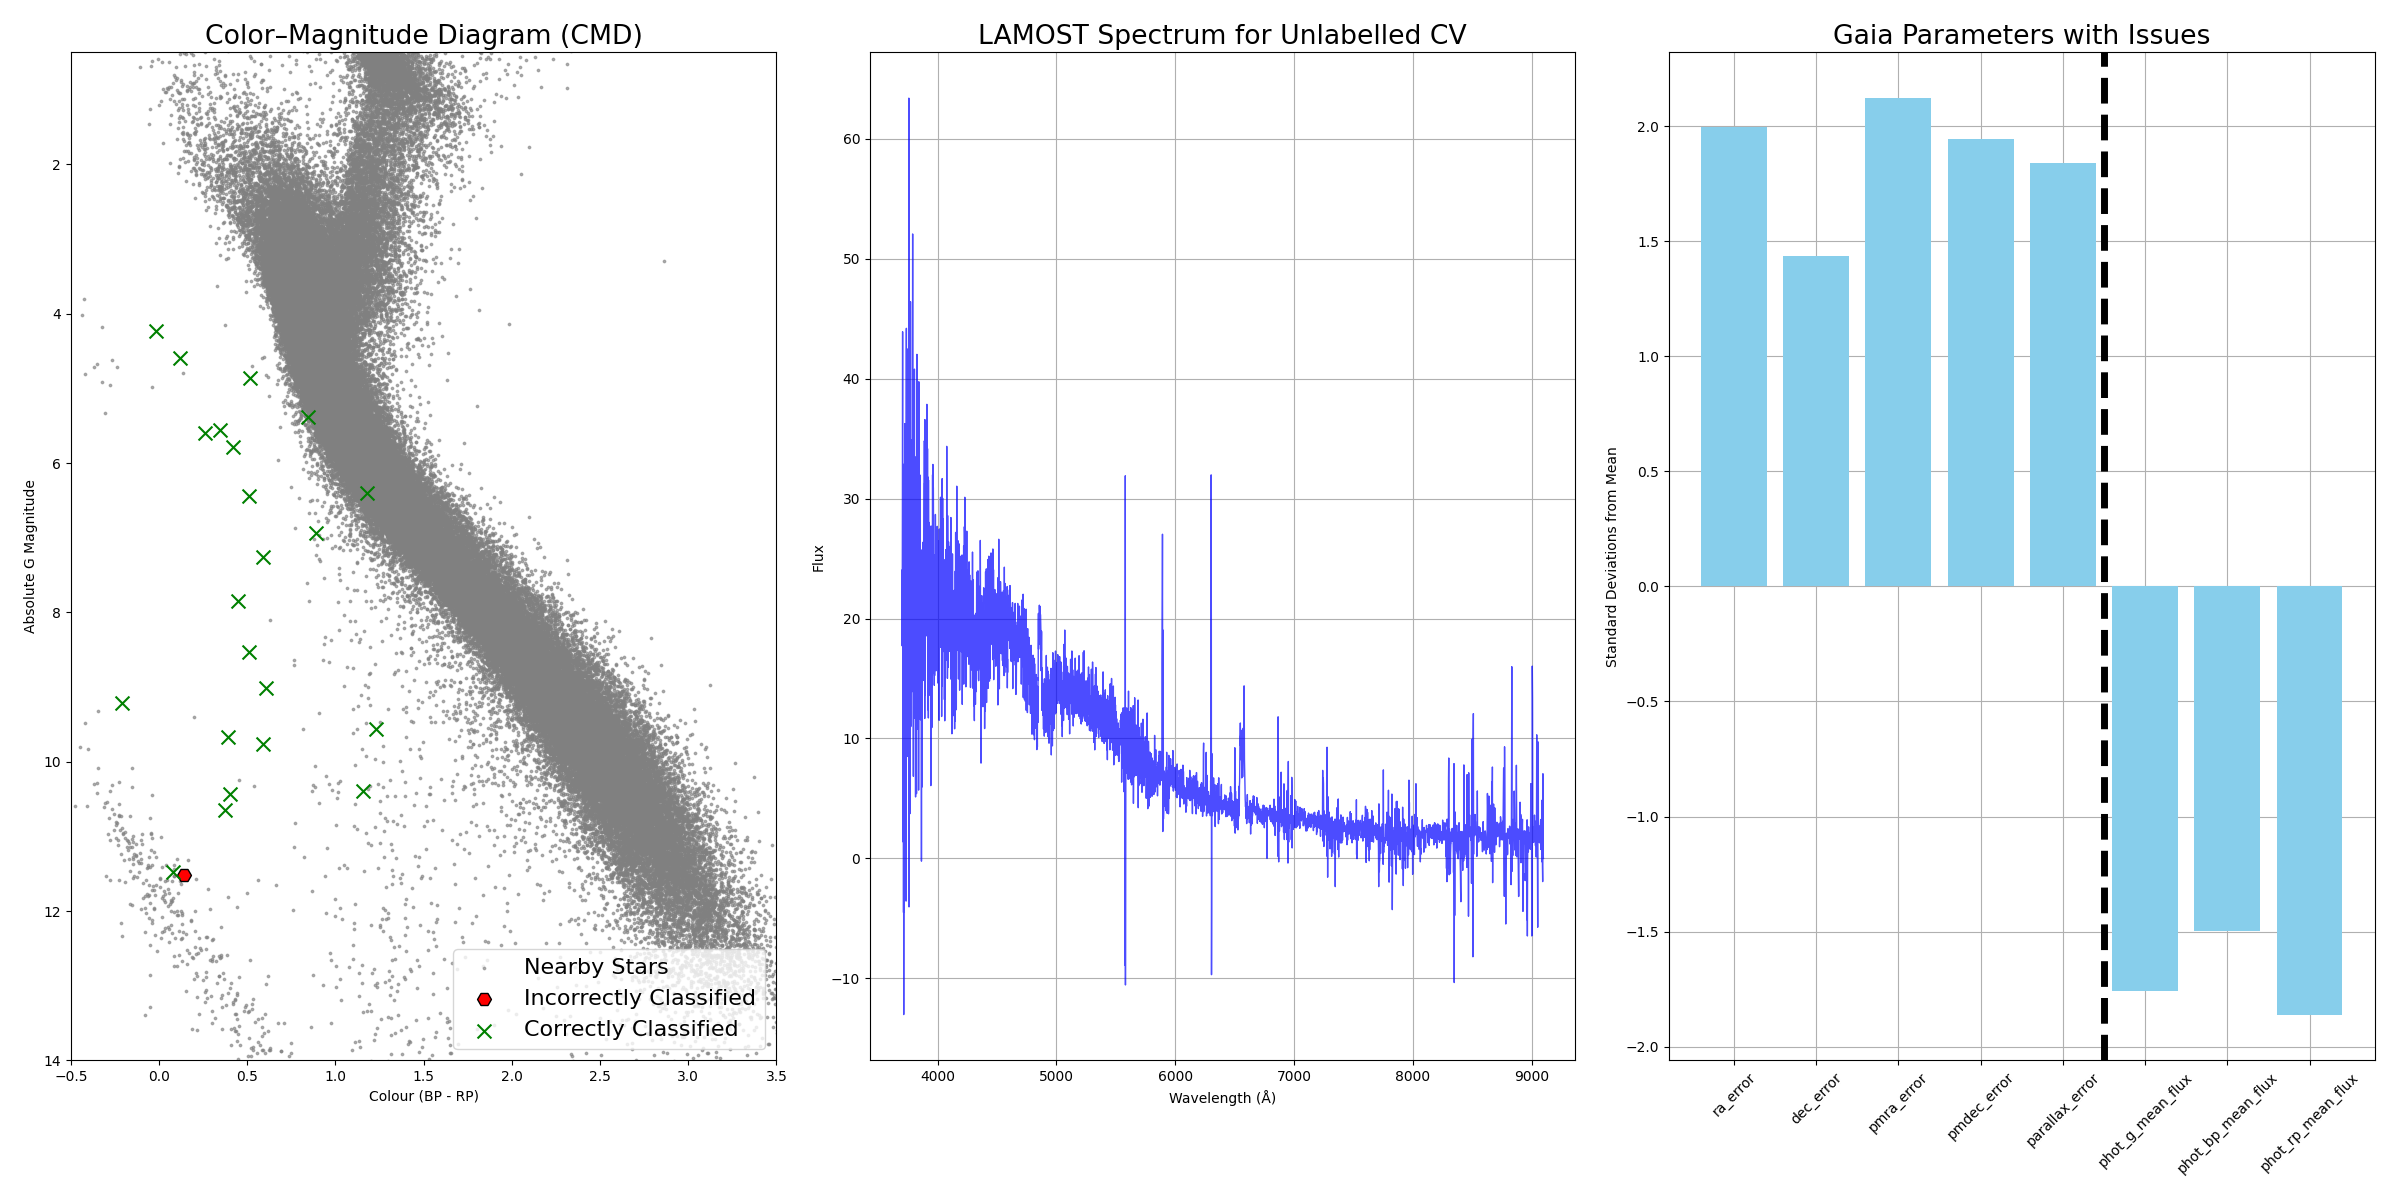 Color–Magnitude Diagram (CMD)
LAMOST Spectrum for Unlabelled CV
Gaia Parameters with Issues
Absolute G Magnitude
2
4
6
8
10
12
14
−0.5
0.0
0.5
1.0
1.5
2.0
2.5
3.0
3.5
Colour (BP - RP)
Nearby Stars
Incorrectly Classified
Correctly Classified
Flux
60
50
40
30
20
10
0
−10
4000
5000
6000
7000
8000
9000
Wavelength (Å)
Standard Deviations from Mean
2.0
1.5
1.0
0.5
0.0
−0.5
−1.0
−1.5
−2.0
ra_error
dec_error
pmra_error
pmdec_error
parallax_error
phot_g_mean_flux
phot_bp_mean_flux
phot_rp_mean_flux